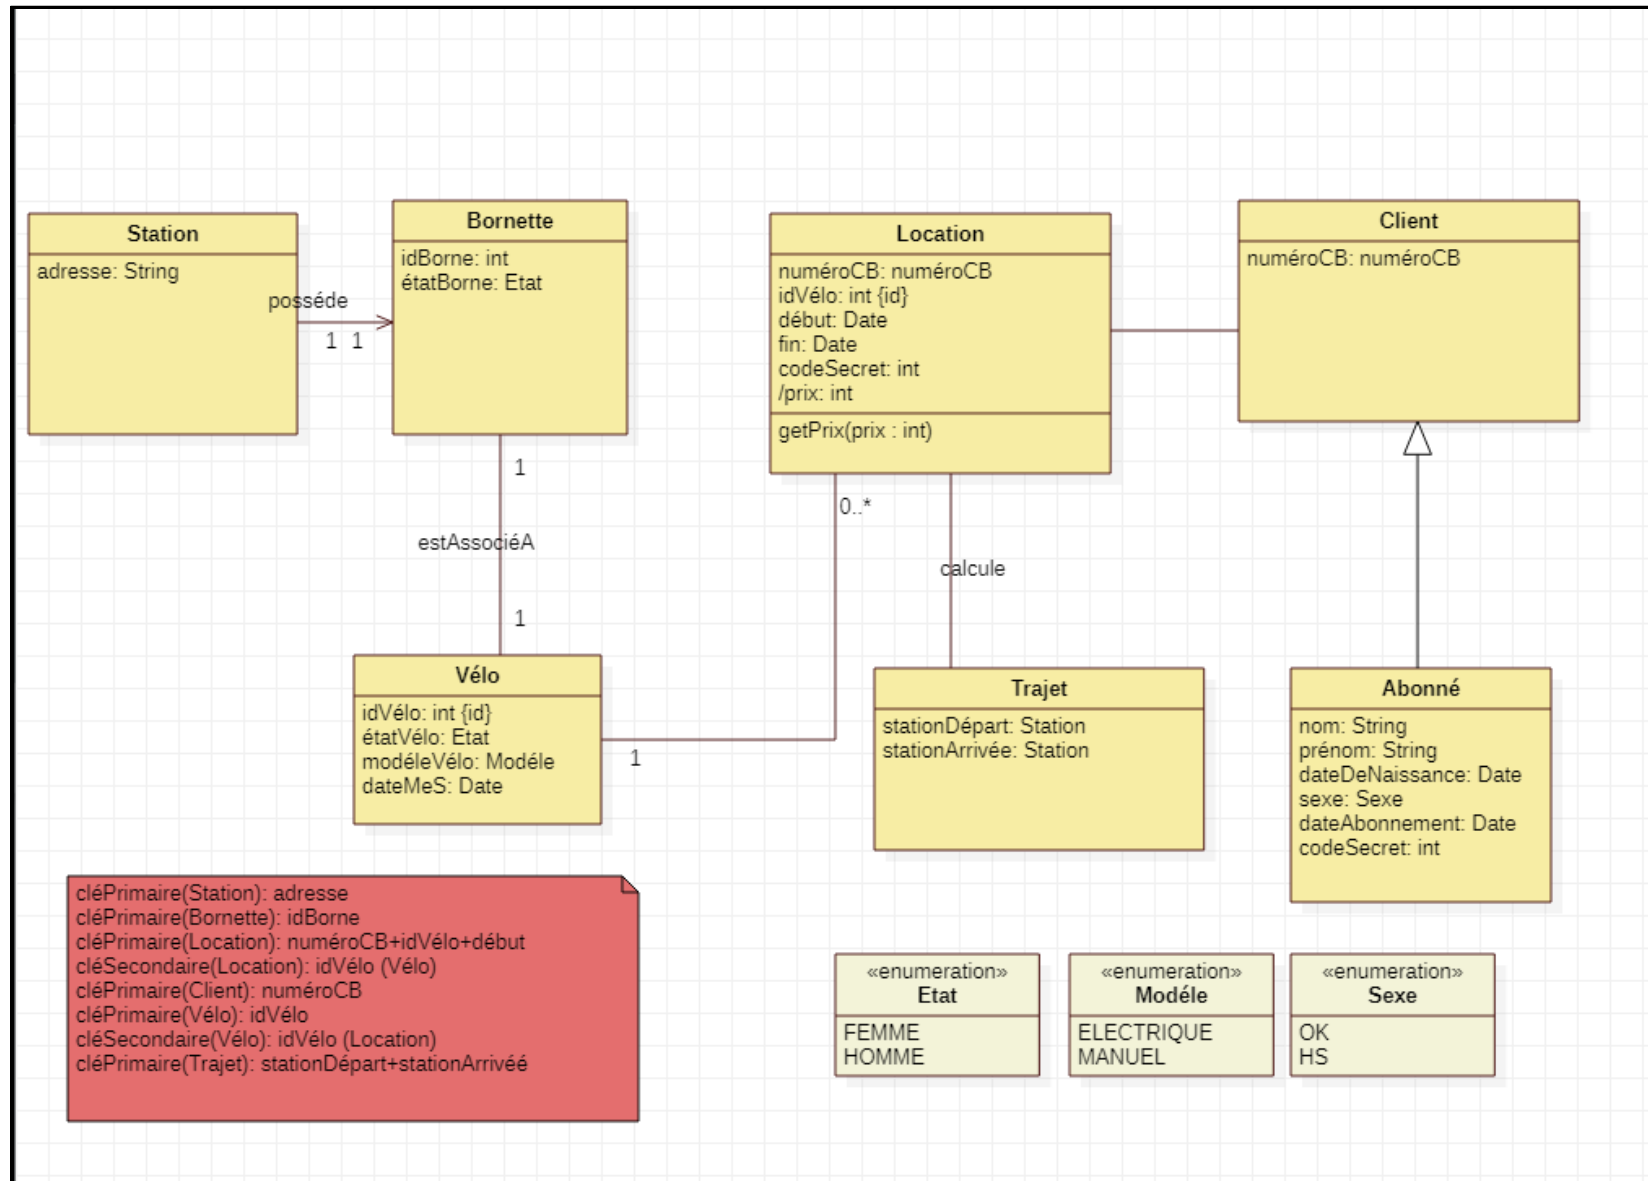 Station
adresse: String
posséde
1 1
Bornette
idBorne: int
étatBorne: Etat
Location
numéroCB: numéroCB
idVélo: int {id}
début: Date
fin: Date
codeSecret: int
/prix: int
getPrix(prix : int)
Client
numéroCB: numéroCB
1
estAssociéA
1
0..*
calcule
Vélo
idVélo: int {id}
étatVélo: Etat
modéleVélo: Modéle
dateMeS: Date
1
Trajet
stationDépart: Station
stationArrivée: Station
Abonné
nom: String
prénom: String
dateDeNaissance: Date
sexe: Sexe
dateAbonnement: Date
codeSecret: int
cléPrimaire(Station): adresse
cléPrimaire(Bornette): idBorne
cléPrimaire(Location): numéroCB+idVélo+début
cléSecondaire(Location): idVélo (Vélo)
cléPrimaire(Client): numéroCB
cléPrimaire(Vélo): idVélo
cléSecondaire(Vélo): idVélo (Location)
cléPrimaire(Trajet): stationDépart+stationArrivéé
«enumeration»
Etat
FEMME
HOMME
«enumeration»
Modéle
ELECTRIQUE
MANUEL
«enumeration»
Sexe
OK
HS